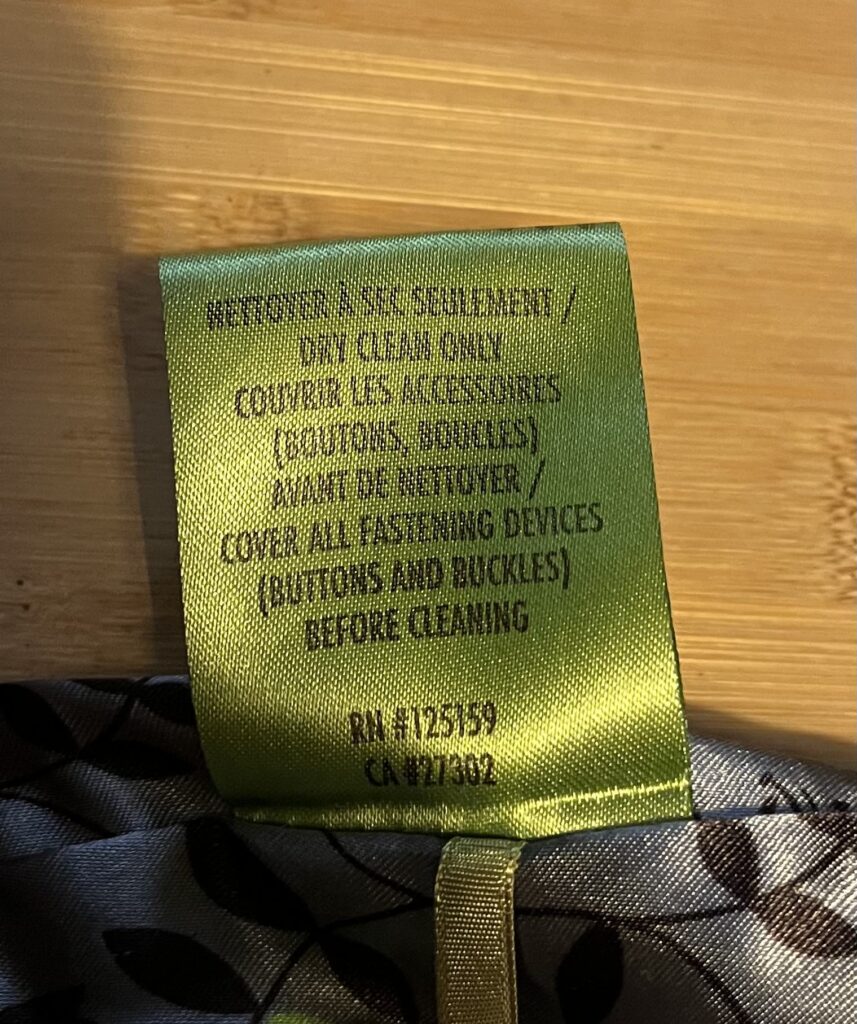 NETTOYER À SEC SEULEMENT /
DRY CLEAN ONLY
COUVRIR LES ACCESSOIRES
(BOUTONS, BOUCLES)
AVANT DE NETTOYER /
COVER ALL FASTENING DEVICES
(BUTTONS AND BUCKLES)
BEFORE CLEANING
RN #125159
CA #27302